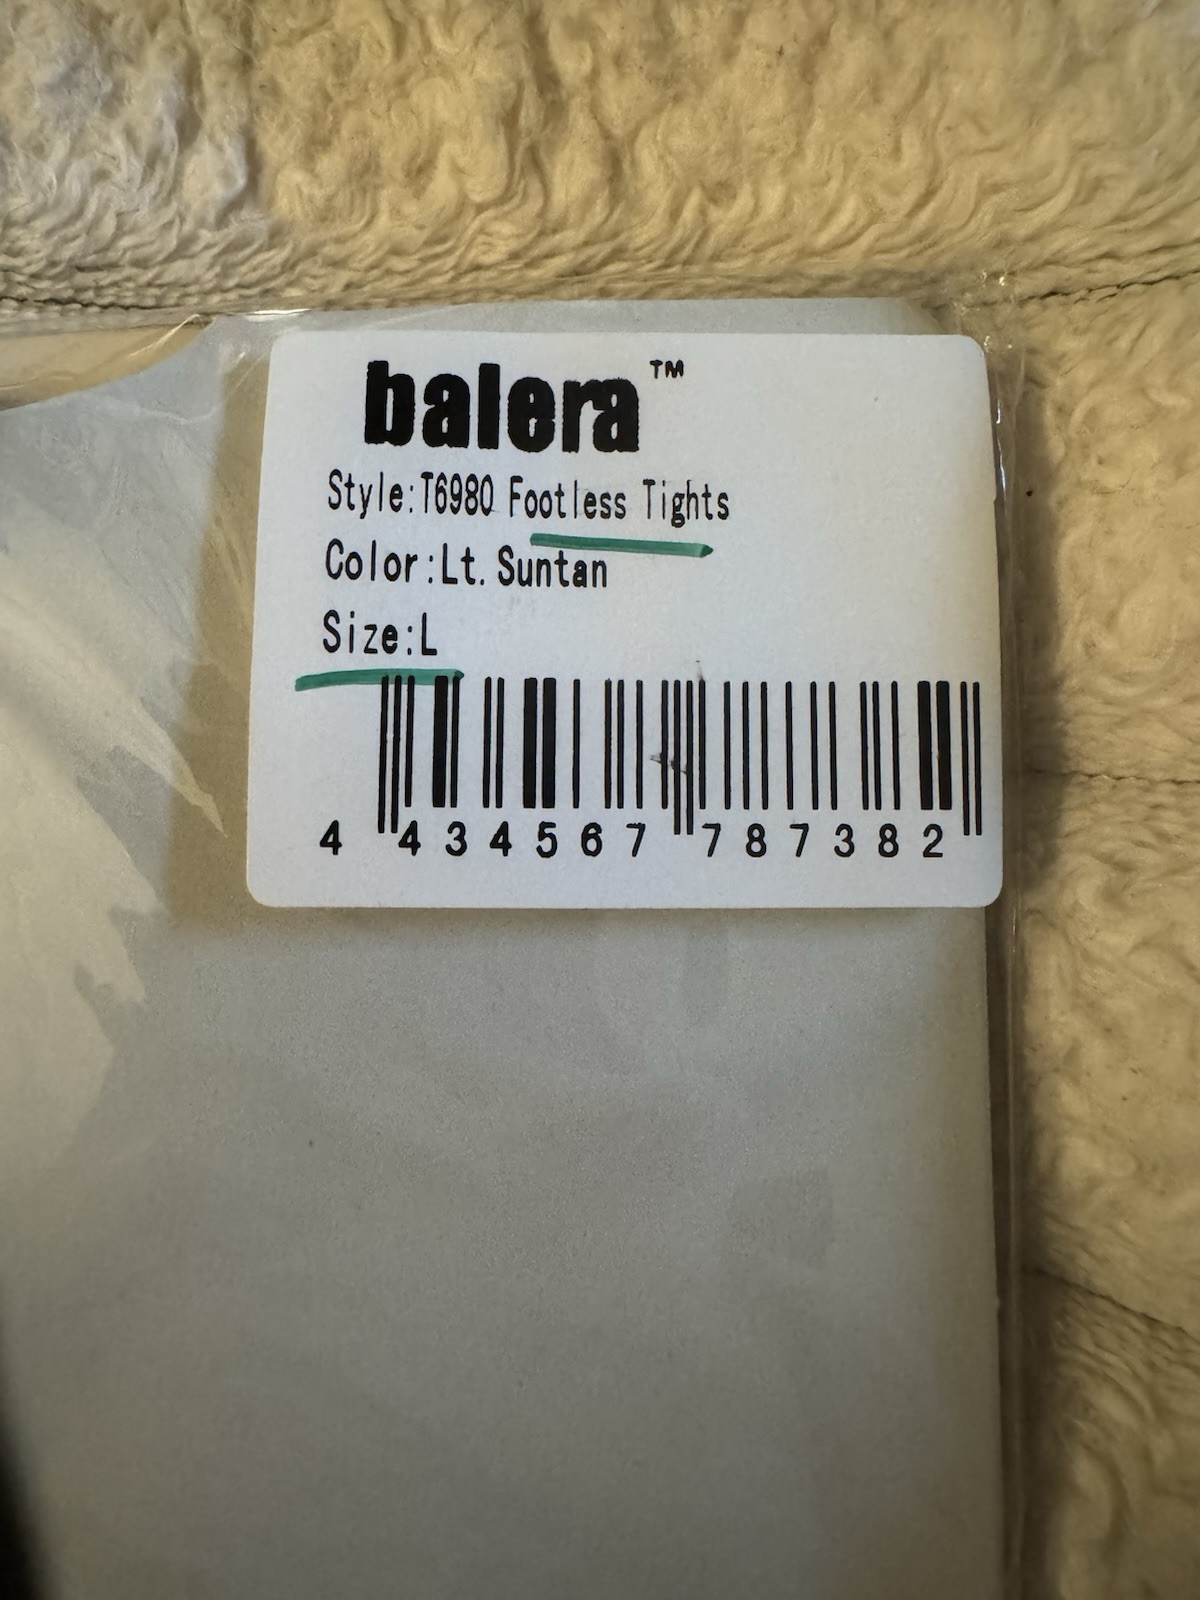 balera™
Style:T6980 Footless Tights
Color:Lt. Suntan
Size:L
4 434567 787382